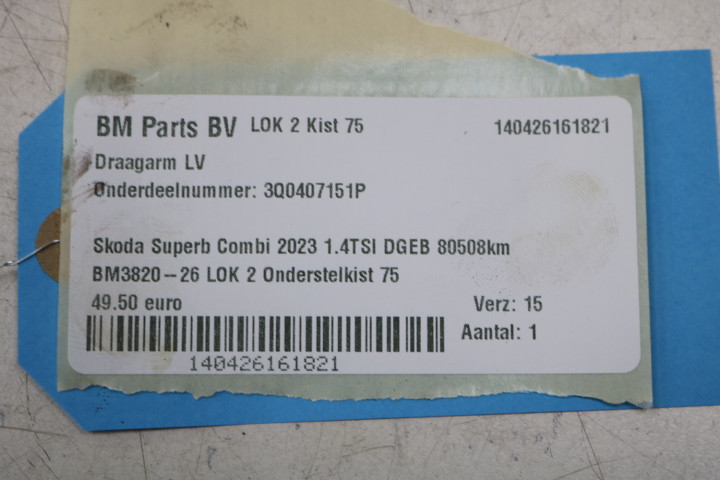 BM Parts BV LOK 2 Kist 75 140426161821
Draagarm LV
Onderdeelnummer: 3Q0407151P
Skoda Superb Combi 2023 1.4TSI DGEB 80508km
BM3820-26 LOK 2 Onderstelkist 75
49.50 euro Verz: 15
Aantal: 1
140426161821